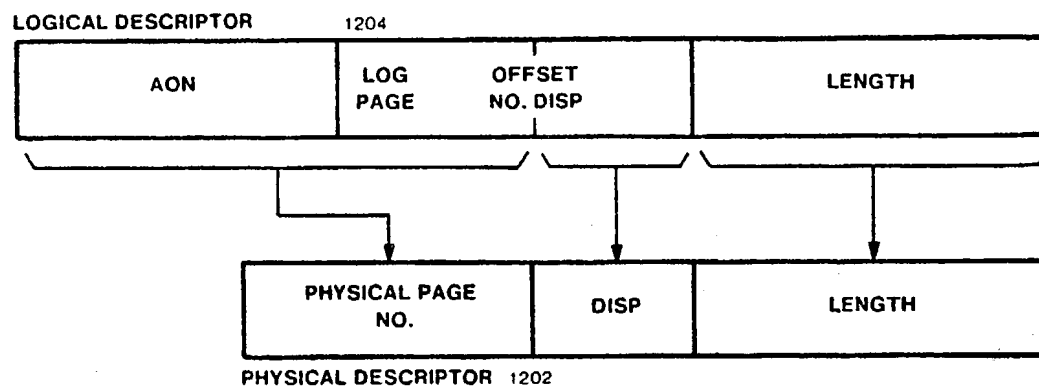 LOGICAL DESCRIPTOR 1204
AON
LOG
PAGE
OFFSET
NO. DISP
LENGTH
PHYSICAL PAGE
NO.
DISP
LENGTH
PHYSICAL DESCRIPTOR 1202